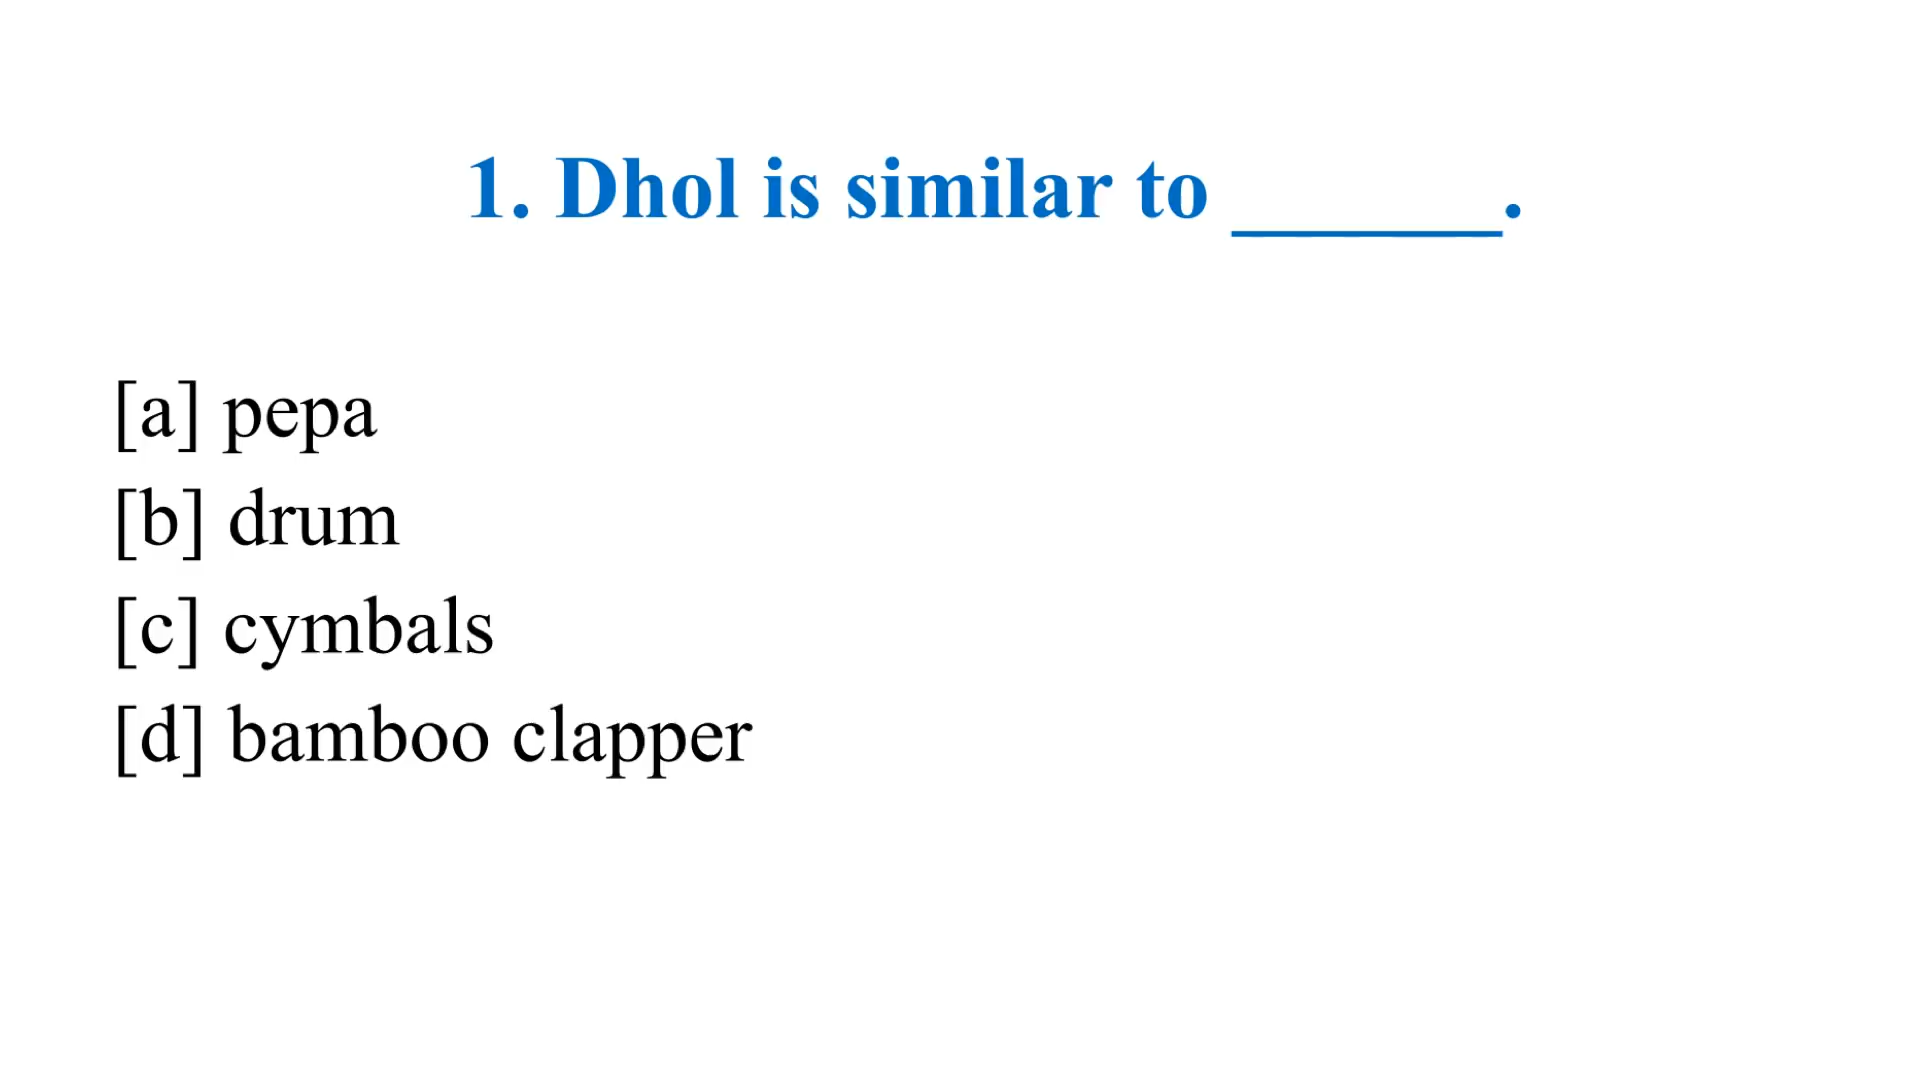 1. Dhol is similar to ______.
[a] pepa
[b] drum
[c] cymbals
[d] bamboo clapper